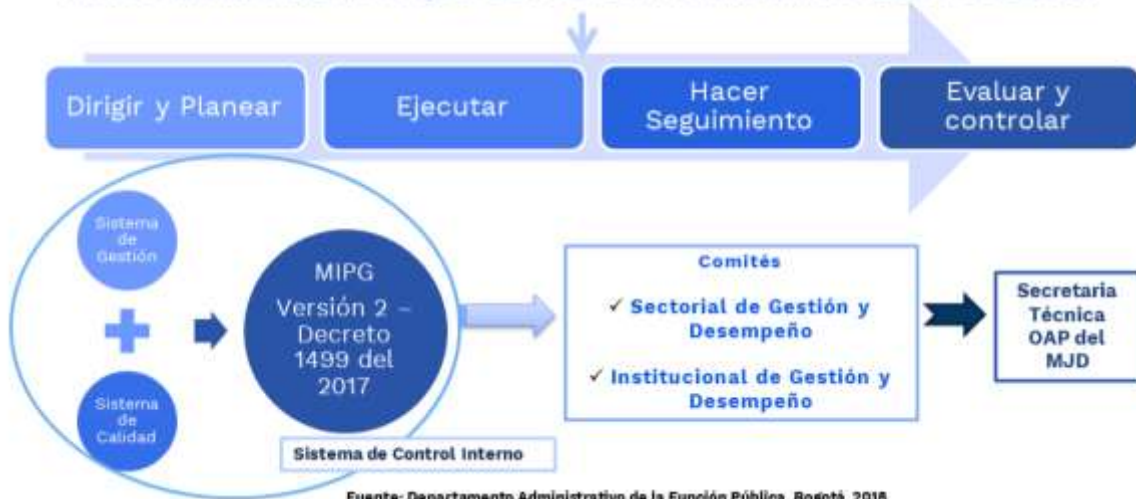 Dirigir y Planear
Ejecutar
Hacer
Seguimiento
Evaluar y
controlar
Sistema
de
Gestión
Sistema
de
Calidad
MIPG
Versión 2 –
Decreto
1499 del
2017
Sistema de Control Interno
Comités
✓ Sectorial de Gestión y
Desempeño
✓ Institucional de Gestión y
Desempeño
Secretaria
Técnica
OAP del
MJD
Fuente: Departamento Administrativo de la Función Pública, Bogotá, 2018